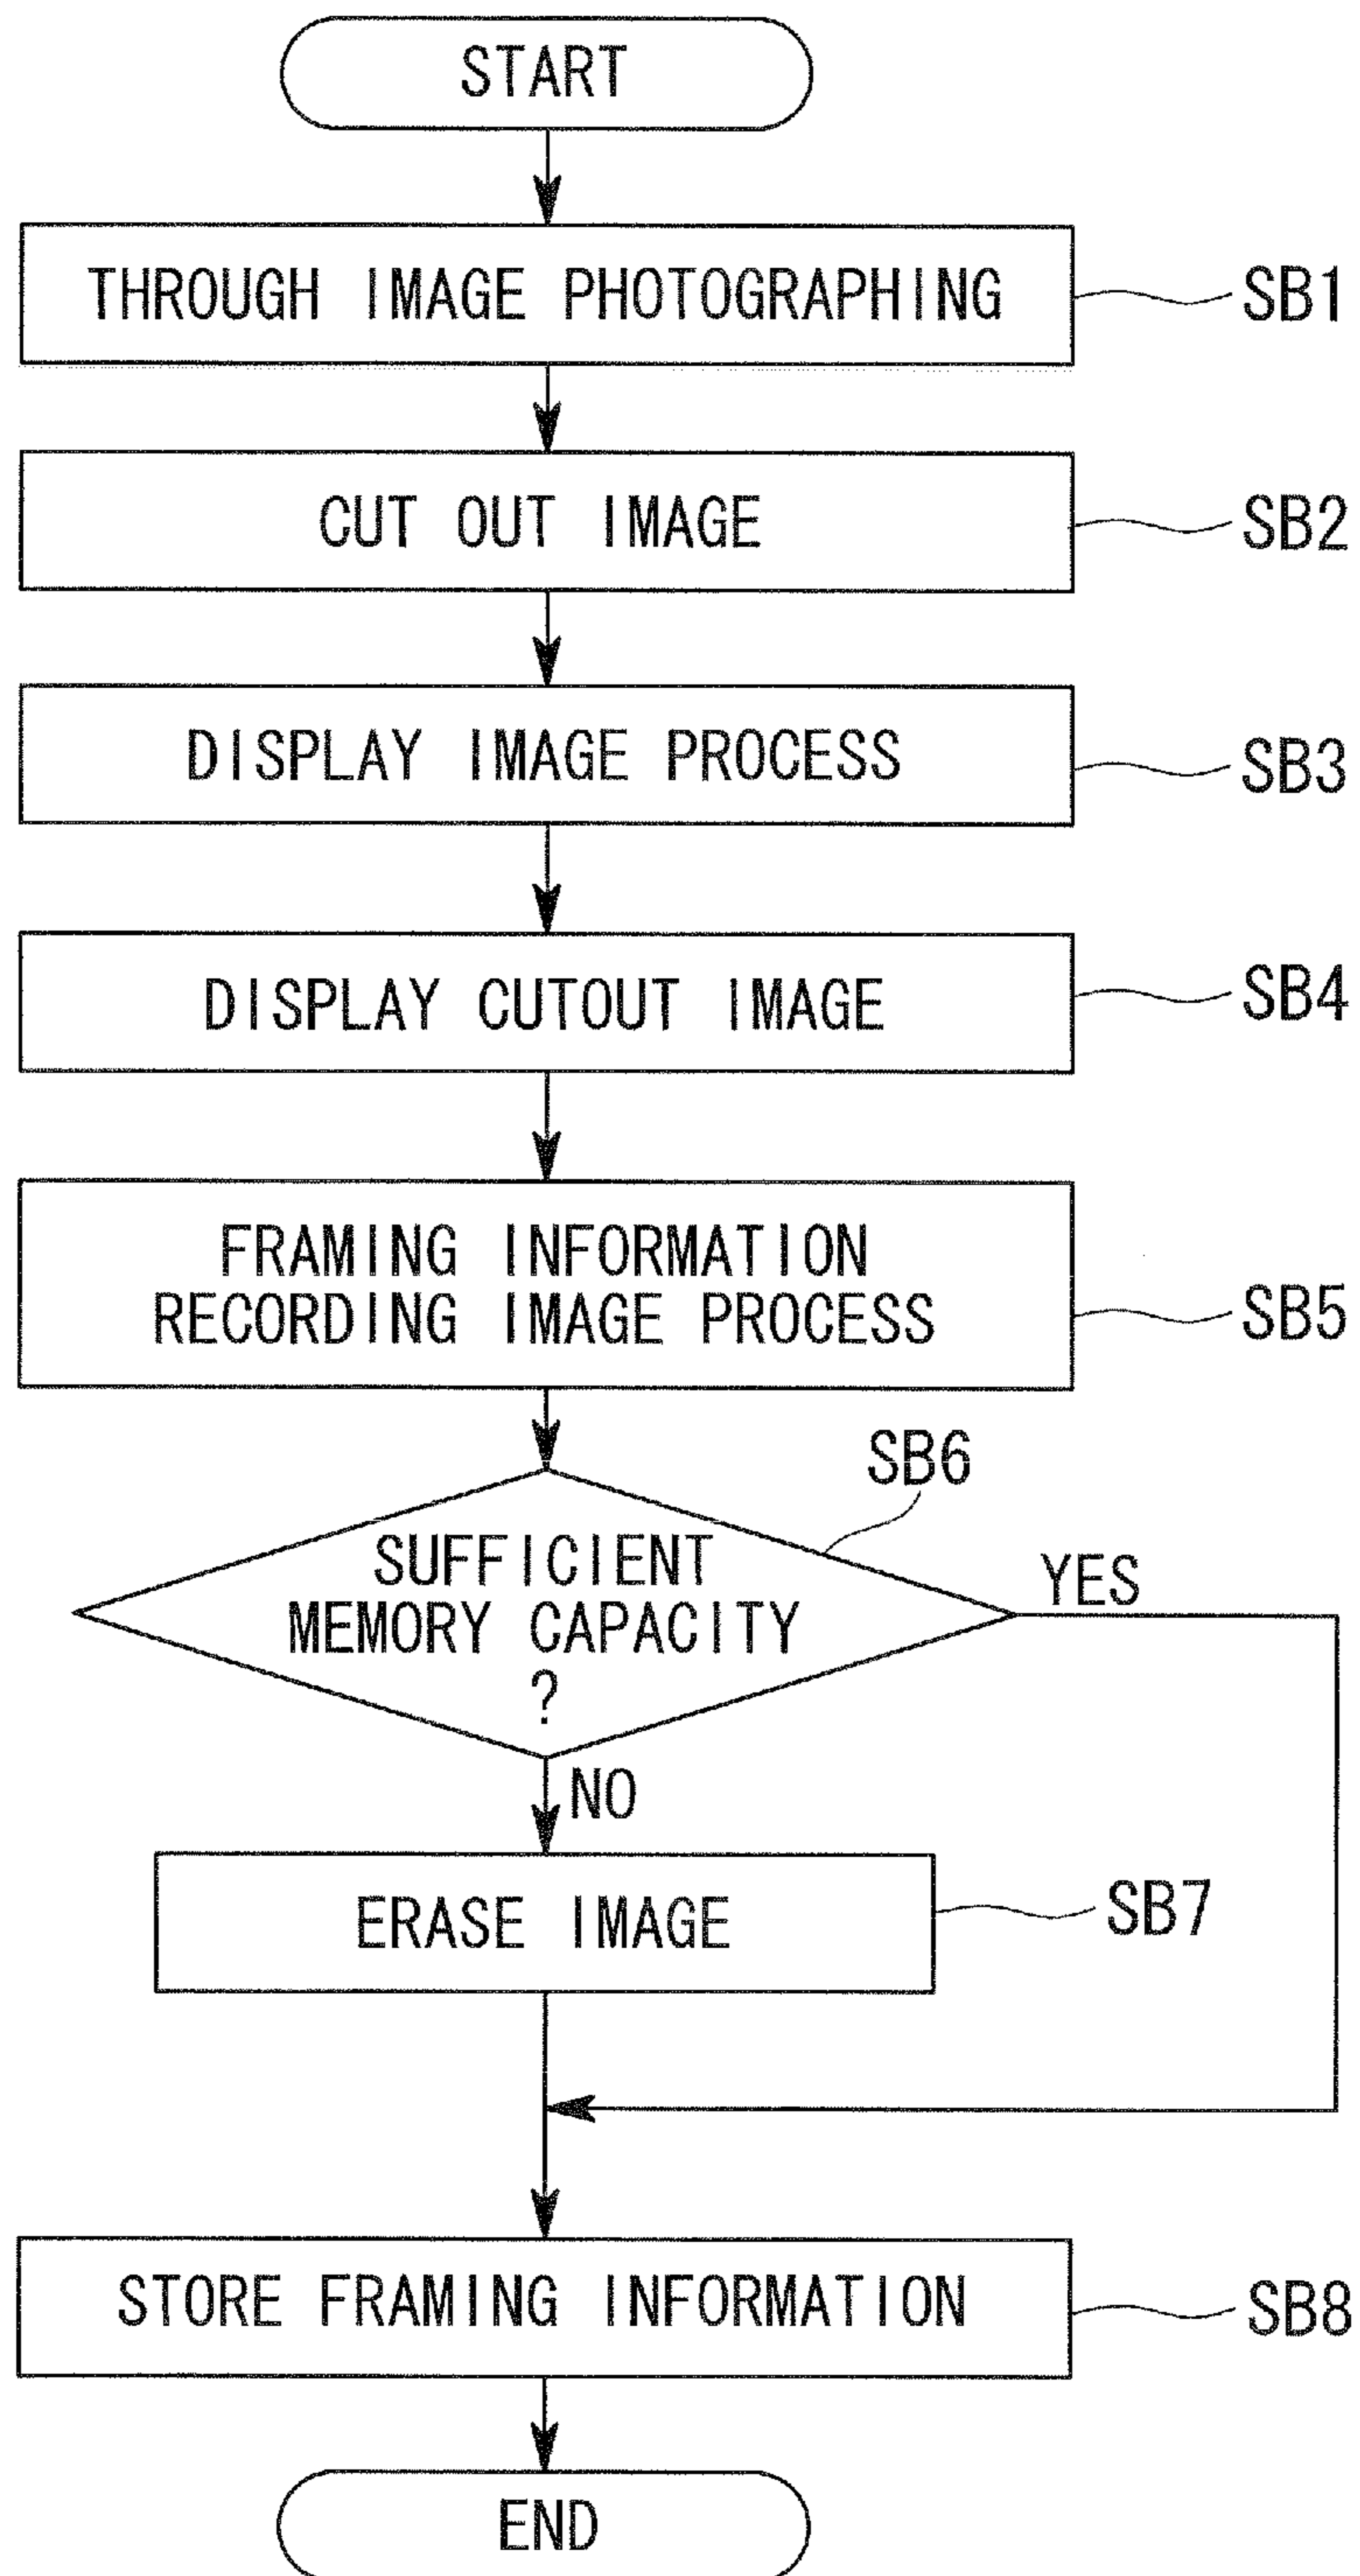 START
THROUGH IMAGE PHOTOGRAPHING
SB1
CUT OUT IMAGE
SB2
DISPLAY IMAGE PROCESS
SB3
DISPLAY CUTOUT IMAGE
SB4
FRAMING INFORMATION
RECORDING IMAGE PROCESS
SB5
SB6
SUFFICIENT
MEMORY CAPACITY
?
YES
NO
ERASE IMAGE
SB7
STORE FRAMING INFORMATION
SB8
END